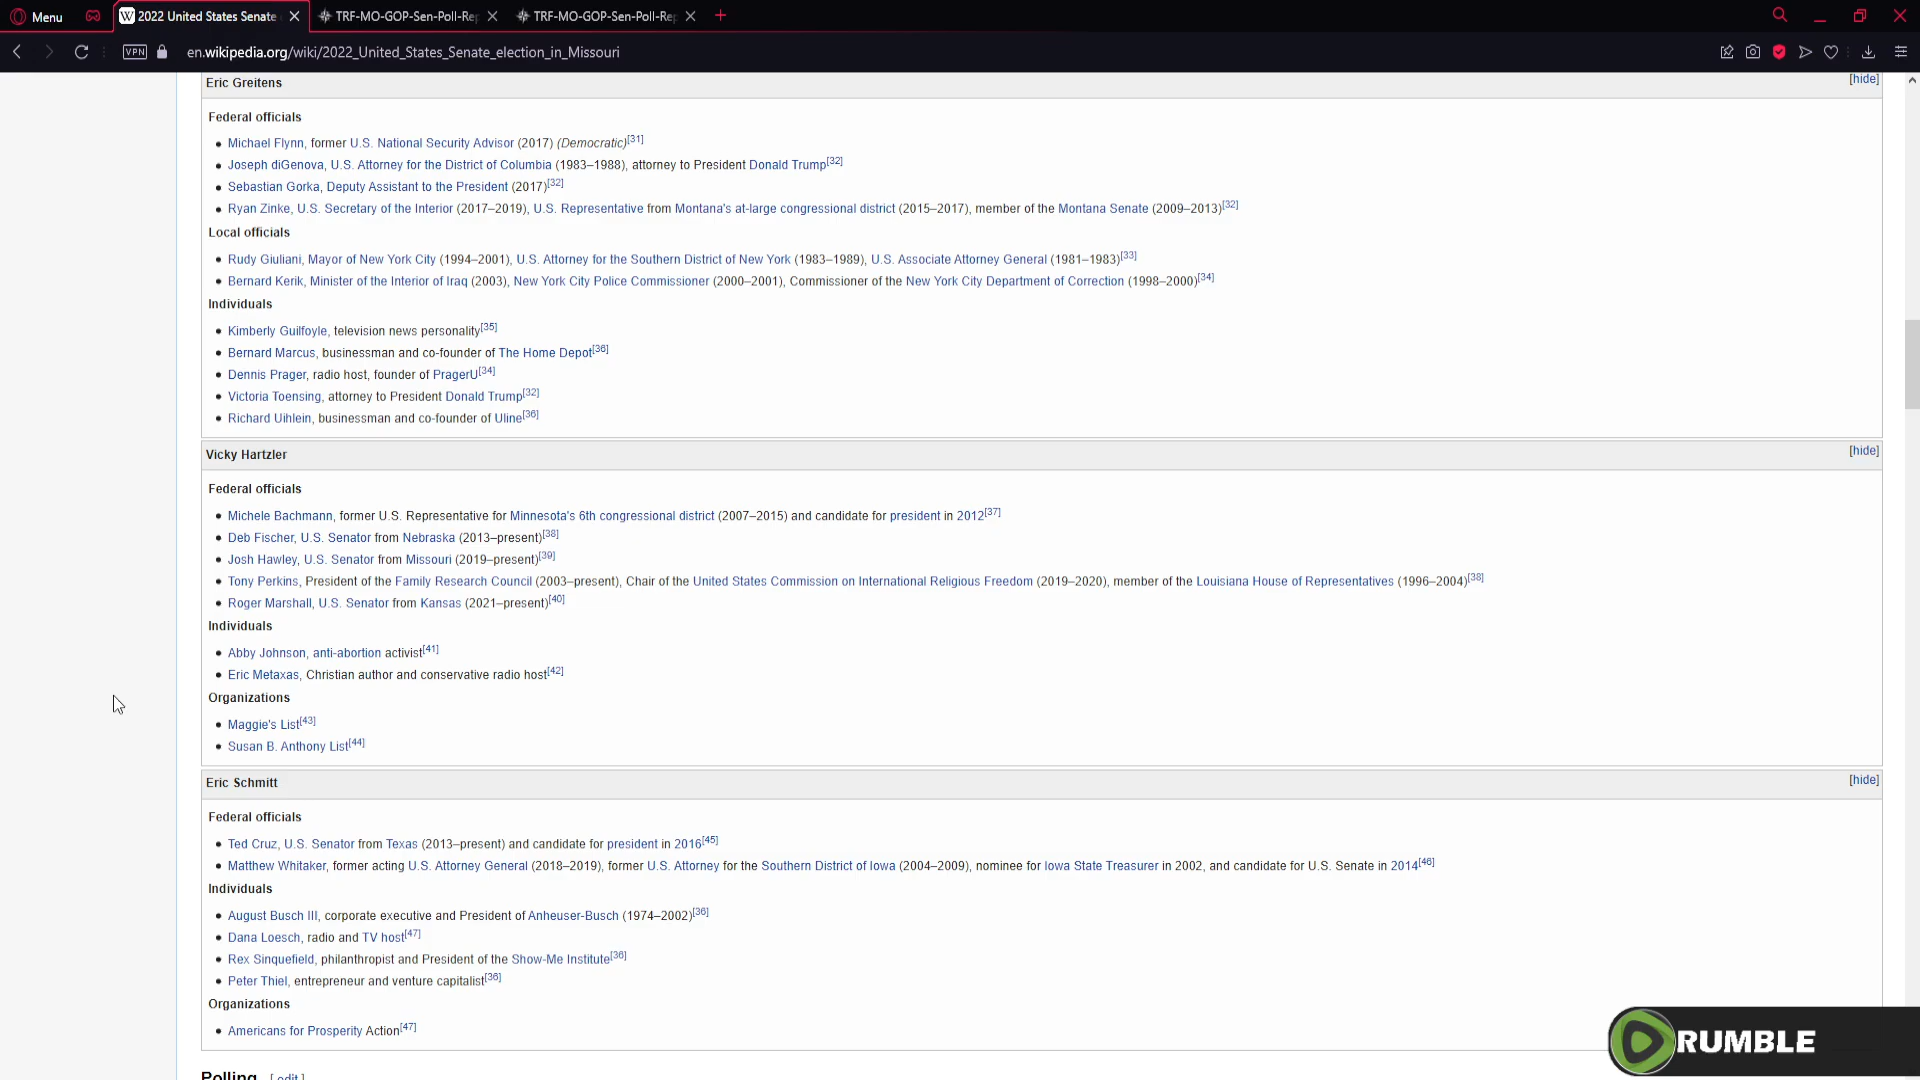 Menu
2022 United States Senate
TRF-MO-GOP-Sen-Poll-Re
TRF-MO-GOP-Sen-Poll-Re
VPN
en.wikipedia.org/wiki/2022_United_States_Senate_election_in_Missouri
Eric Greitens
[hide]
Federal officials
Michael Flynn, former U.S. National Security Advisor (2017) (Democratic)[31]
Joseph diGenova, U.S. Attorney for the District of Columbia (1983–1988), attorney to President Donald Trump[32]
Sebastian Gorka, Deputy Assistant to the President (2017)[32]
Ryan Zinke, U.S. Secretary of the Interior (2017–2019), U.S. Representative from Montana's at-large congressional district (2015–2017), member of the Montana Senate (2009–2013)[32]
Local officials
Rudy Giuliani, Mayor of New York City (1994–2001), U.S. Attorney for the Southern District of New York (1983–1989), U.S. Associate Attorney General (1981–1983)[33]
Bernard Kerik, Minister of the Interior of Iraq (2003), New York City Police Commissioner (2000–2001), Commissioner of the New York City Department of Correction (1998–2000)[34]
Individuals
Kimberly Guilfoyle, television news personality[35]
Bernard Marcus, businessman and co-founder of The Home Depot[36]
Dennis Prager, radio host, founder of PragerU[34]
Victoria Toensing, attorney to President Donald Trump[32]
Richard Uihlein, businessman and co-founder of Uline[36]
Vicky Hartzler
[hide]
Federal officials
Michele Bachmann, former U.S. Representative for Minnesota's 6th congressional district (2007–2015) and candidate for president in 2012[37]
Deb Fischer, U.S. Senator from Nebraska (2013–present)[38]
Josh Hawley, U.S. Senator from Missouri (2019–present)[39]
Tony Perkins, President of the Family Research Council (2003–present), Chair of the United States Commission on International Religious Freedom (2019–2020), member of the Louisiana House of Representatives (1996–2004)[38]
Roger Marshall, U.S. Senator from Kansas (2021–present)[40]
Individuals
Abby Johnson, anti-abortion activist[41]
Eric Metaxas, Christian author and conservative radio host[42]
Organizations
Maggie's List[43]
Susan B. Anthony List[44]
Eric Schmitt
[hide]
Federal officials
Ted Cruz, U.S. Senator from Texas (2013–present) and candidate for president in 2016[45]
Matthew Whitaker, former acting U.S. Attorney General (2018–2019), former U.S. Attorney for the Southern District of Iowa (2004–2009), nominee for Iowa State Treasurer in 2002, and candidate for U.S. Senate in 2014[46]
Individuals
August Busch III, corporate executive and President of Anheuser-Busch (1974–2002)[36]
Dana Loesch, radio and TV host[47]
Rex Sinquefield, philanthropist and President of the Show-Me Institute[36]
Peter Thiel, entrepreneur and venture capitalist[36]
Organizations
Americans for Prosperity Action[47]
RUMBLE
Polling [ edit ]